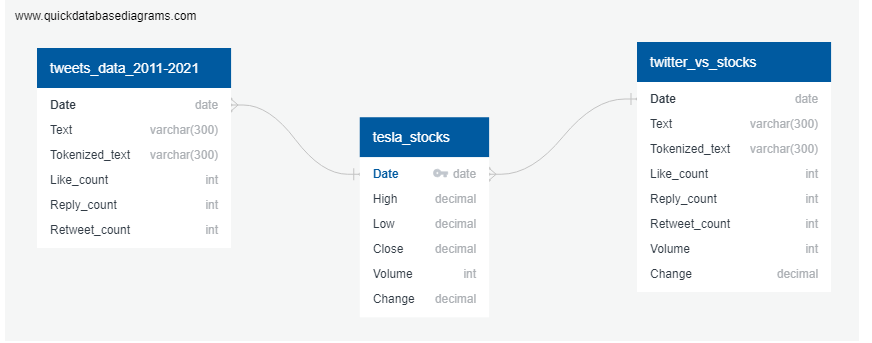 www.quickdatabasediagrams.com
tweets_data_2011-2021
Date date
Text varchar(300)
Tokenized_text varchar(300)
Like_count int
Reply_count int
Retweet_count int
tesla_stocks
Date date
High decimal
Low decimal
Close decimal
Volume int
Change decimal
twitter_vs_stocks
Date date
Text varchar(300)
Tokenized_text varchar(300)
Like_count int
Reply_count int
Retweet_count int
Volume int
Change decimal